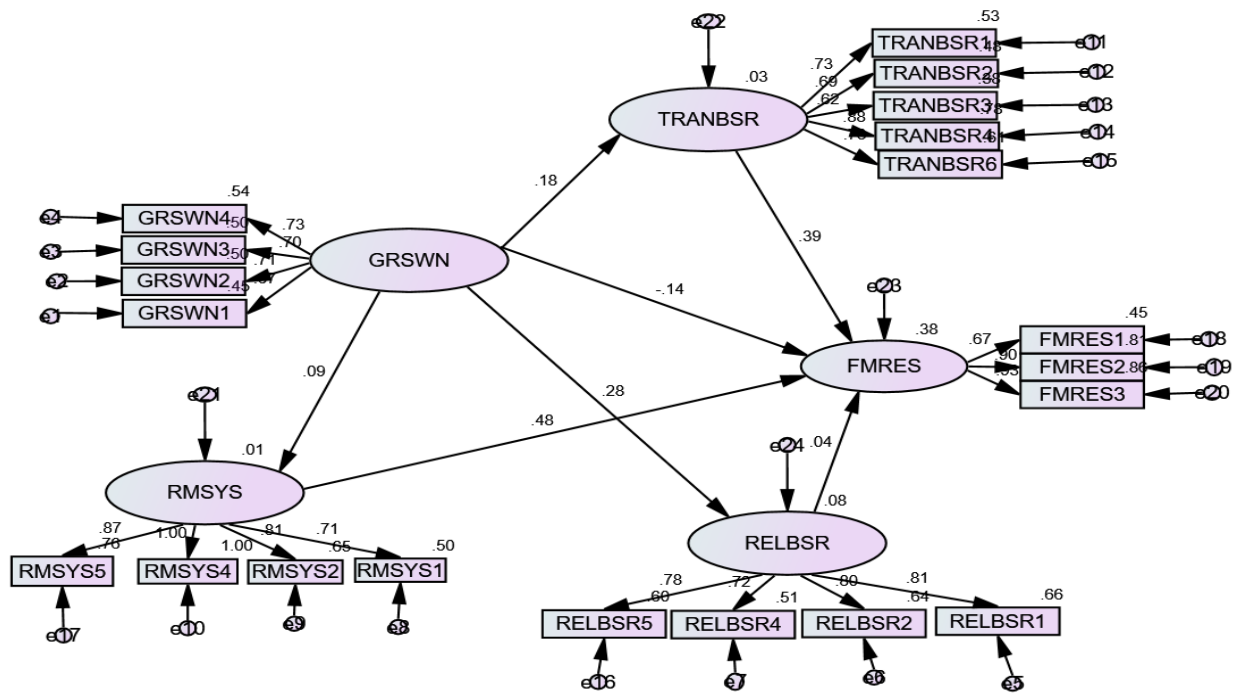 e22
.53
TRANBSR1
e11
.48
.73
TRANBSR2
e12
.03
.69
.38
TRANBSR
.62
TRANBSR3
e13
.78
.88
TRANBSR4
e14
.61
TRANBSR6
e15
.18
.54
e4
GRSWN4
.73
.50
e3
GRSWN3
.70
.50
GRSWN
.39
e2
GRSWN2
.71
.45
.67
e1
GRSWN1
-.14
e23
.38
.45
.67
FMRES1
e18
.81
FMRES
.90
FMRES2
e19
.86
.93
FMRES3
e20
.09
.28
e21
.48
.01
e24
.04
RMSYS
.08
.87
1.00
.81
.71
.76
1.00
.65
.50
RELBSR
RMSYS5
RMSYS4
RMSYS2
RMSYS1
.78
.72
.80
.81
.60
.51
.64
.66
e17
e10
e9
e8
RELBSR5
RELBSR4
RELBSR2
RELBSR1
e16
e7
e6
e5